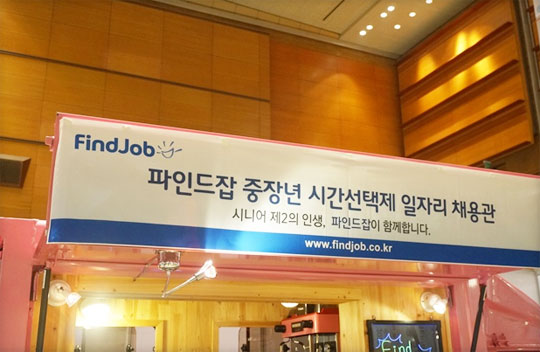 FindJob
파인드잡 중장년 시간선택제 일자리 채용관
시니어 제2의 인생, 파인드잡이 함께합니다.
www.findjob.co.kr
Find